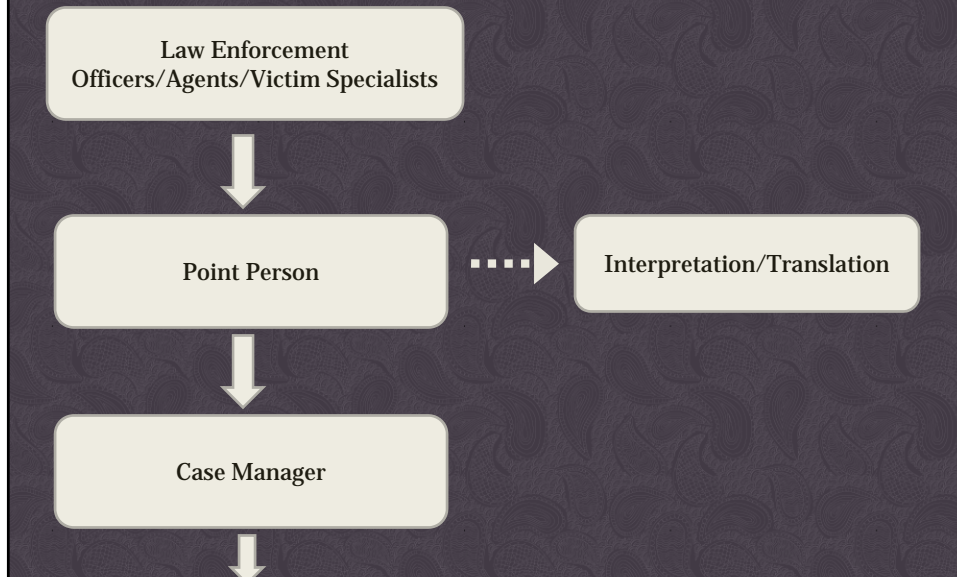 Law Enforcement
Officers/Agents/Victim Specialists
Point Person
Interpretation/Translation
Case Manager